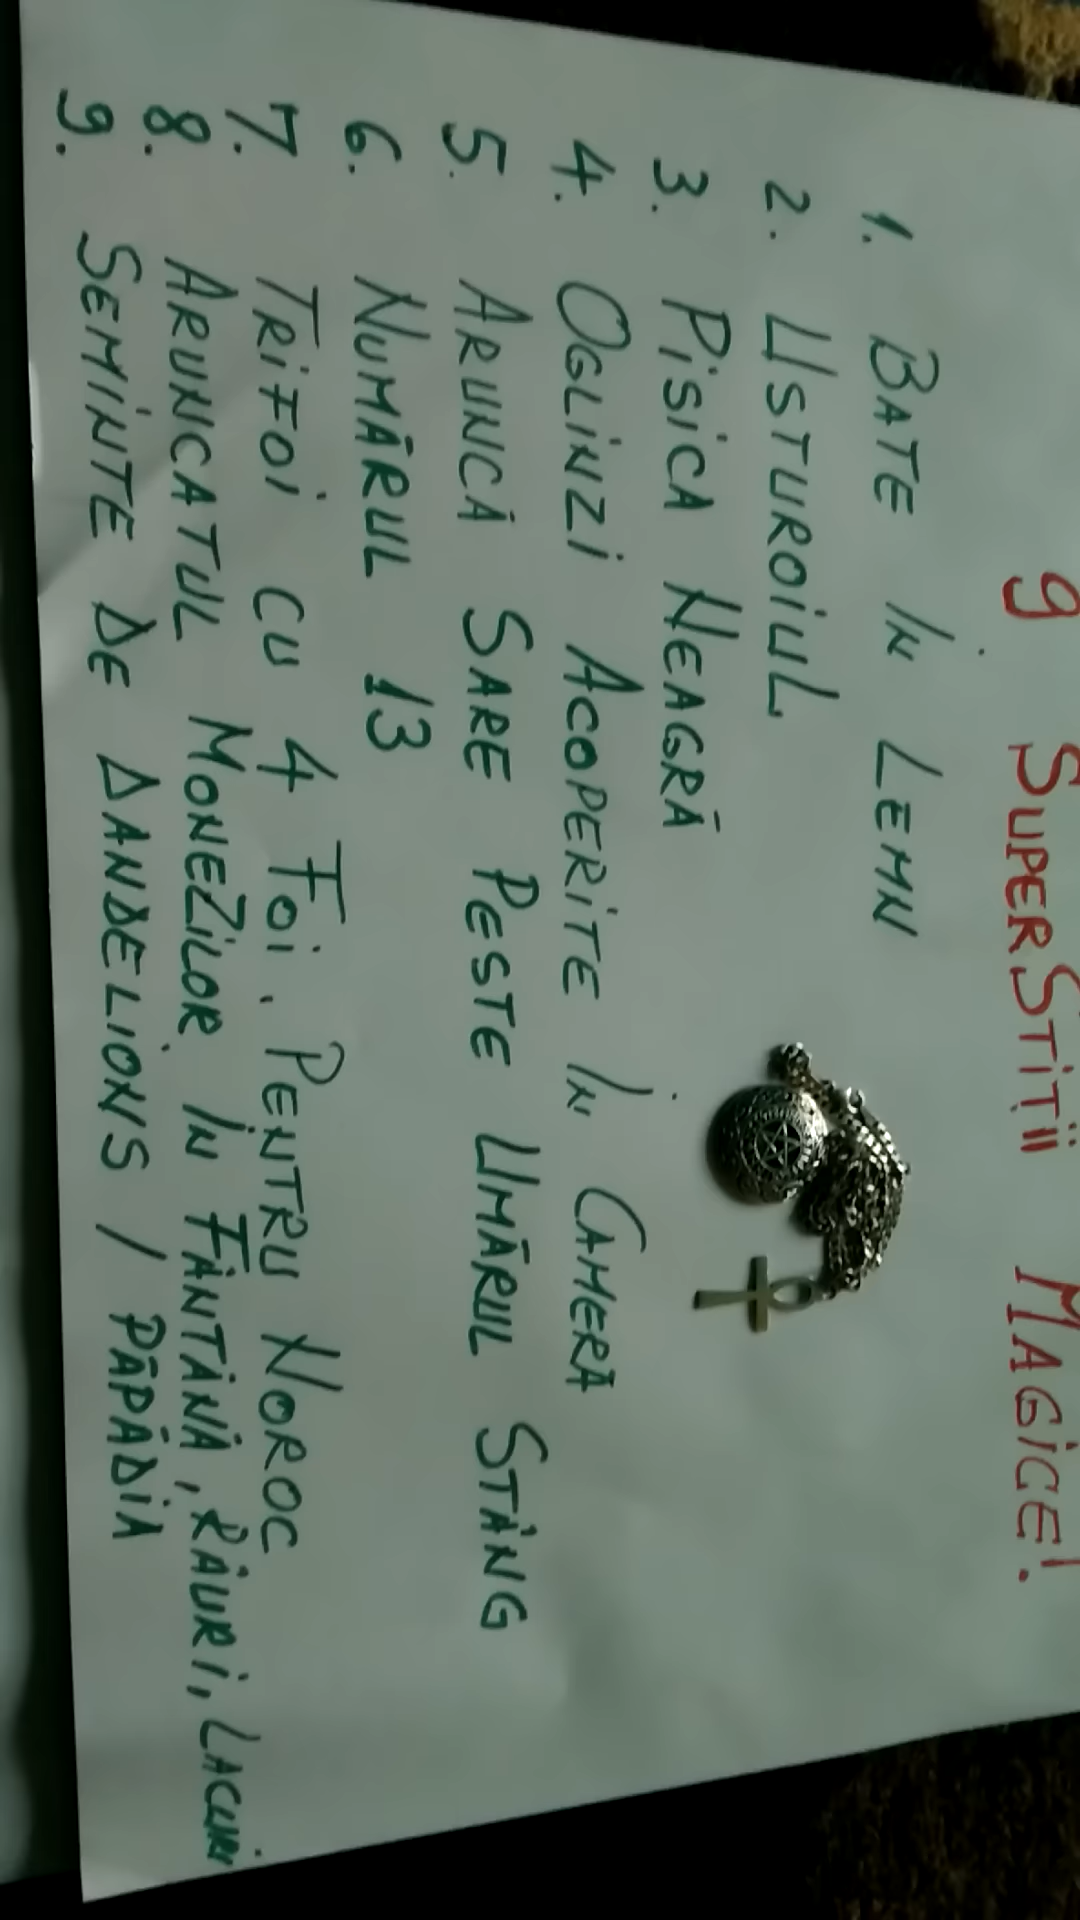 9 SUPERSTIȚII MAGICE!
1. BATE ÎN LEMN
2. USTUROIUL
3. PISICA NEAGRĂ
4. OGLINZI ACOPERITE ÎN CAMERĂ
5. ARUNCĂ SARE PESTE UMĂRUL STÂNG
6. NUMĂRUL 13
7. TRIFOI CU 4 FOI. PENTRU NOROC
8. ARUNCATUL MONEZILOR IN FÂNTÂNĂ, RÂURI, LACURI
9. SEMINTE DE DANDELIONS / PĂPĂDIA